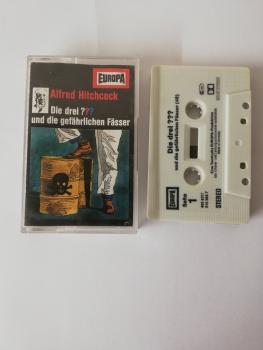 EUROPA
Alfred Hitchcock
Die drei ???
und die gefährlichen Fässer
Die drei ???
und die gefährlichen Fässer (48)
EUROPA
Seite 1
STEREO